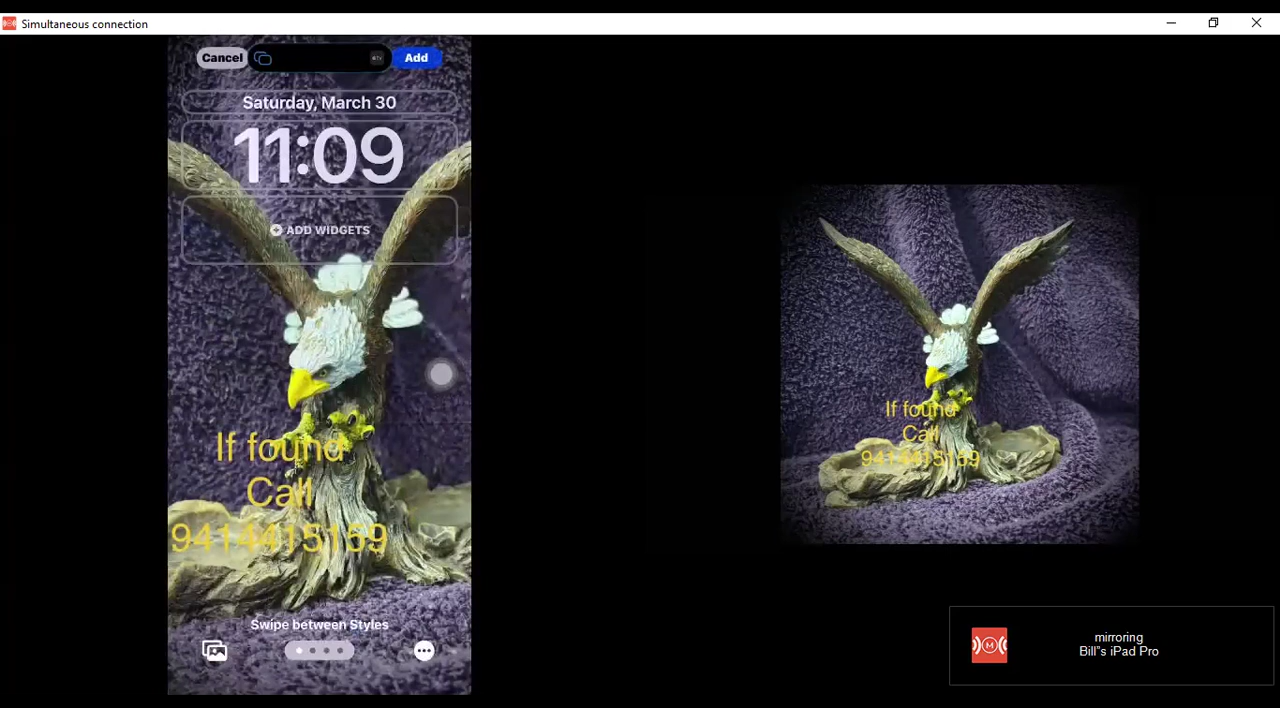 Simultaneous connection
Cancel
Add
Saturday, March 30
11:09
ADD WIDGETS
If found
Call
9414415159
Swipe between Styles
If found
Call
9414415159
mirroring
Bill"s iPad Pro